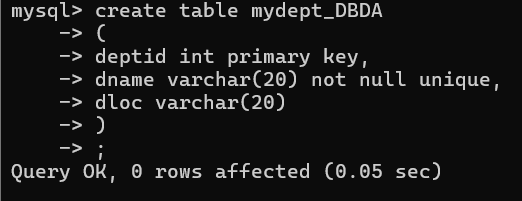 mysql> create table mydept_DBDA
-> (
-> deptid int primary key,
-> dname varchar(20) not null unique,
-> dloc varchar(20)
-> )
-> ;
Query OK, 0 rows affected (0.05 sec)